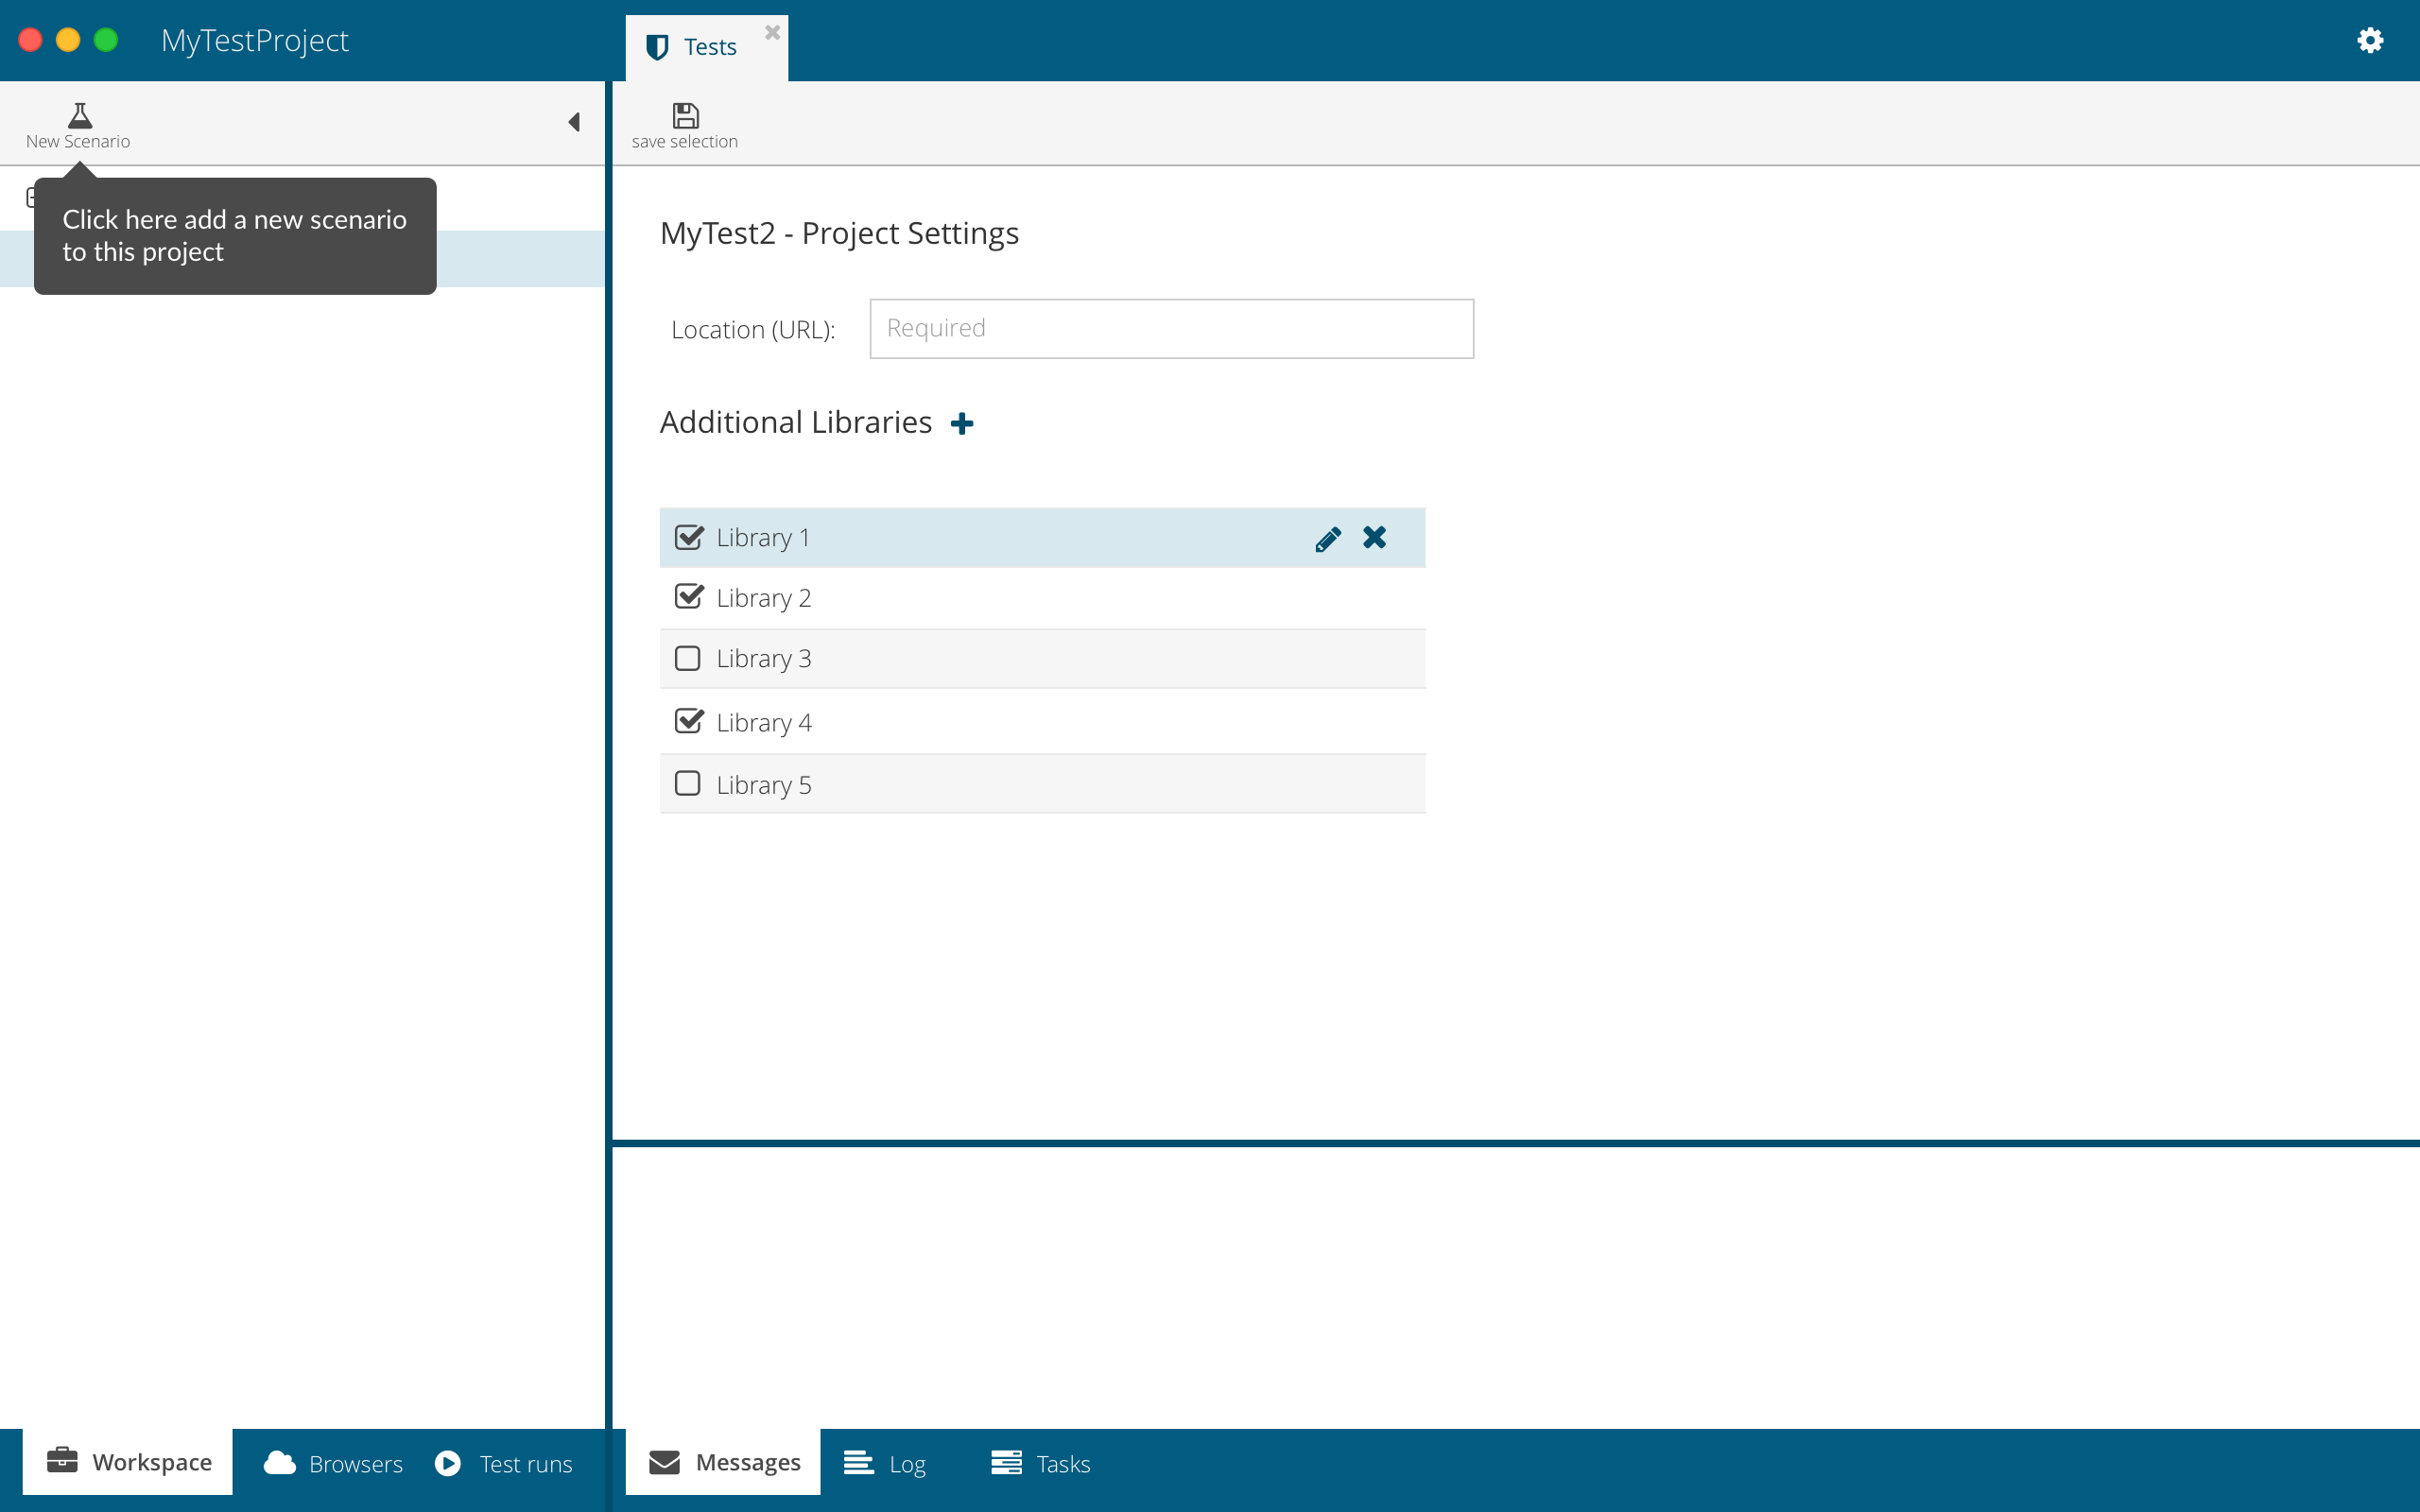 MyTestProject
Tests
New Scenario
save selection
Click here add a new scenario
to this project
MyTest2 - Project Settings
Location (URL): Required
Additional Libraries
Library 1
Library 2
Library 3
Library 4
Library 5
Workspace
Browsers
Test runs
Messages
Log
Tasks